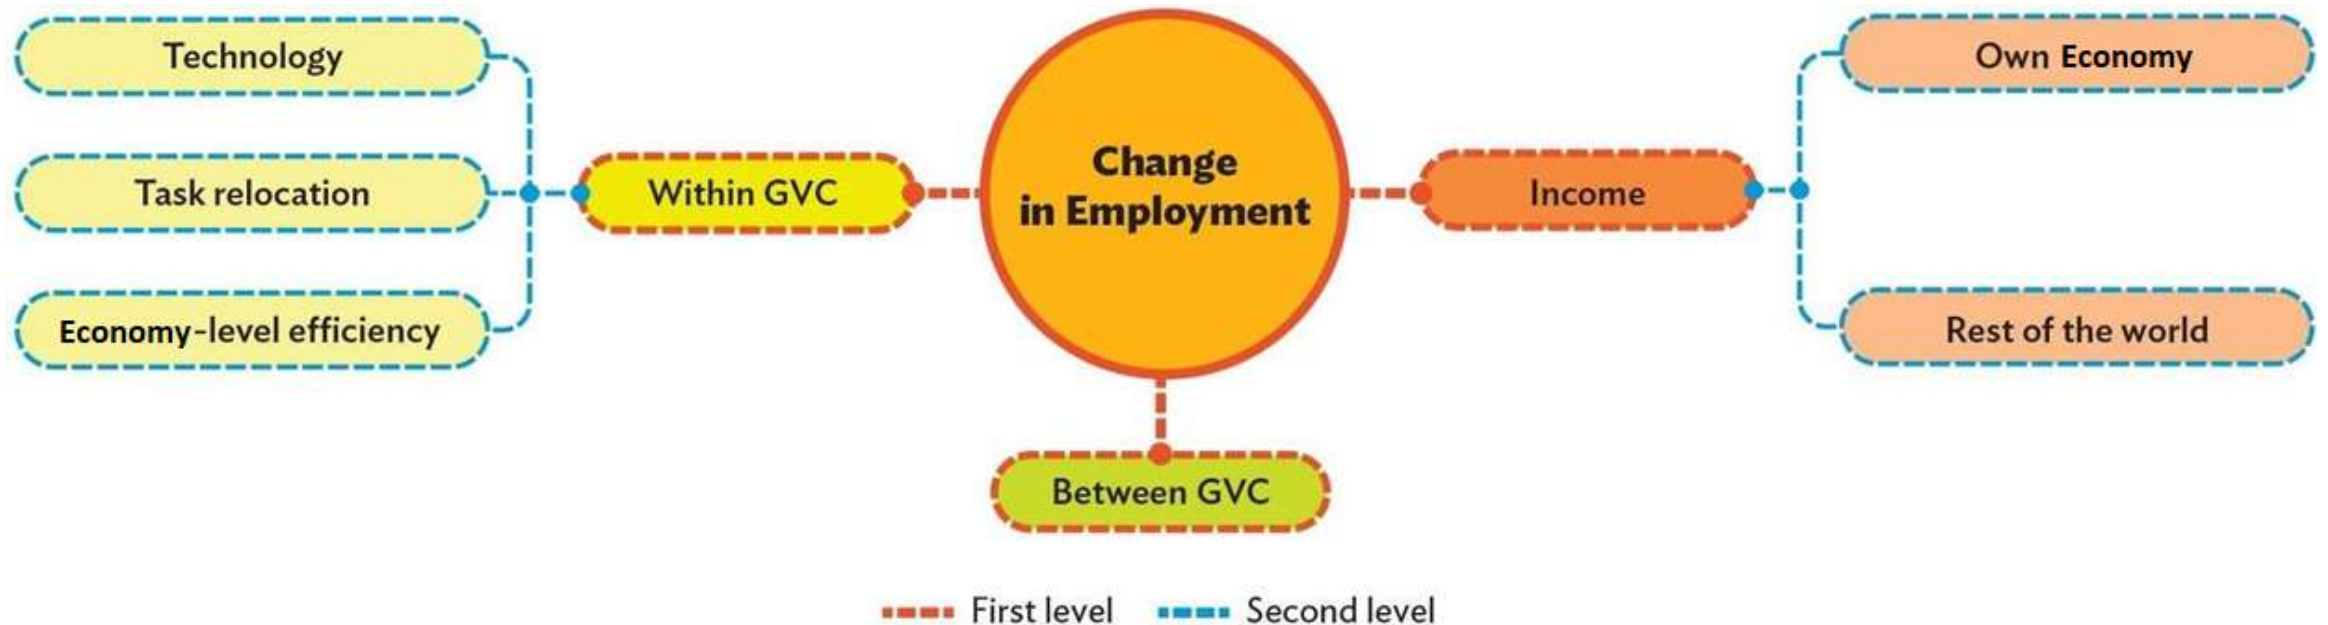 Technology
Task relocation
Economy-level efficiency
Within GVC
Change
in Employment
Between GVC
Income
Own Economy
Rest of the world
First level
Second level